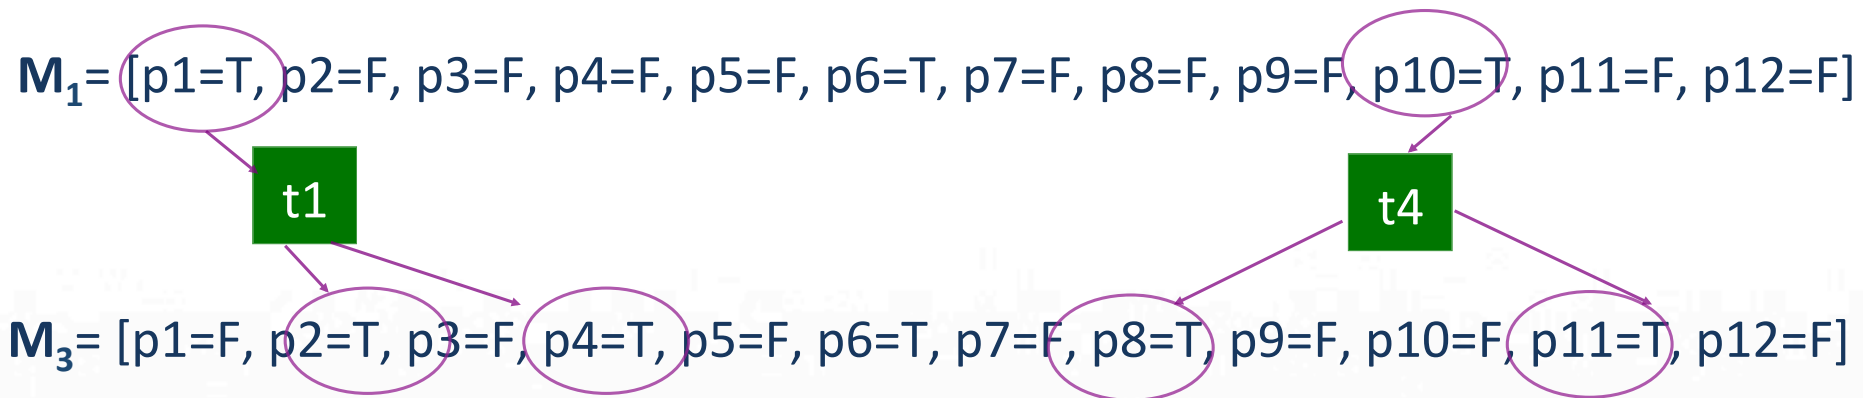 M₁= [p1=T, p2=F, p3=F, p4=F, p5=F, p6=T, p7=F, p8=F, p9=F, p10=T, p11=F, p12=F]
t1
t4
M₃= [p1=F, p2=T, p3=F, p4=T, p5=F, p6=T, p7=F, p8=T, p9=F, p10=F, p11=T, p12=F]